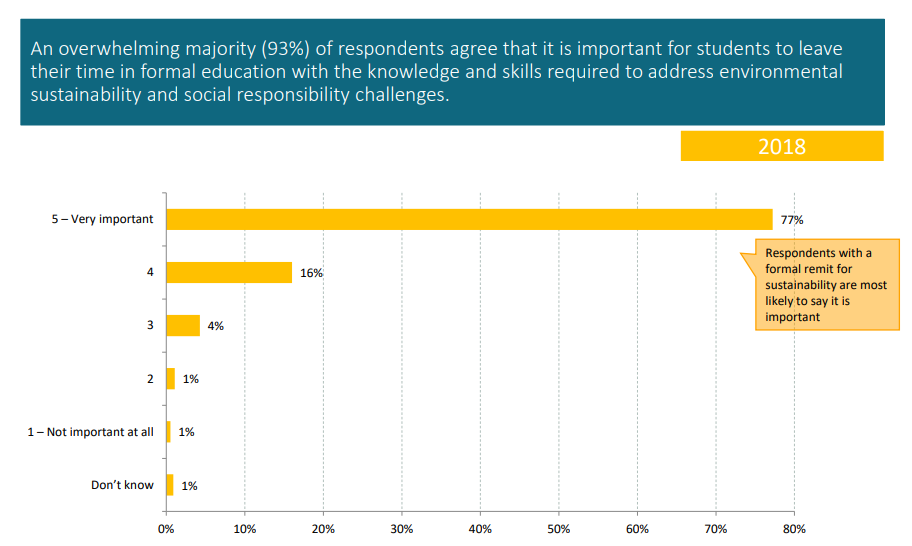 An overwhelming majority (93%) of respondents agree that it is important for students to leave
their time in formal education with the knowledge and skills required to address environmental
sustainability and social responsibility challenges.
2018
5 – Very important
77%
Respondents with a
formal remit for
sustainability are most
likely to say it is
important
4
16%
3
4%
2
1%
1 – Not important at all
1%
Don't know
1%
0% 10% 20% 30% 40% 50% 60% 70% 80%